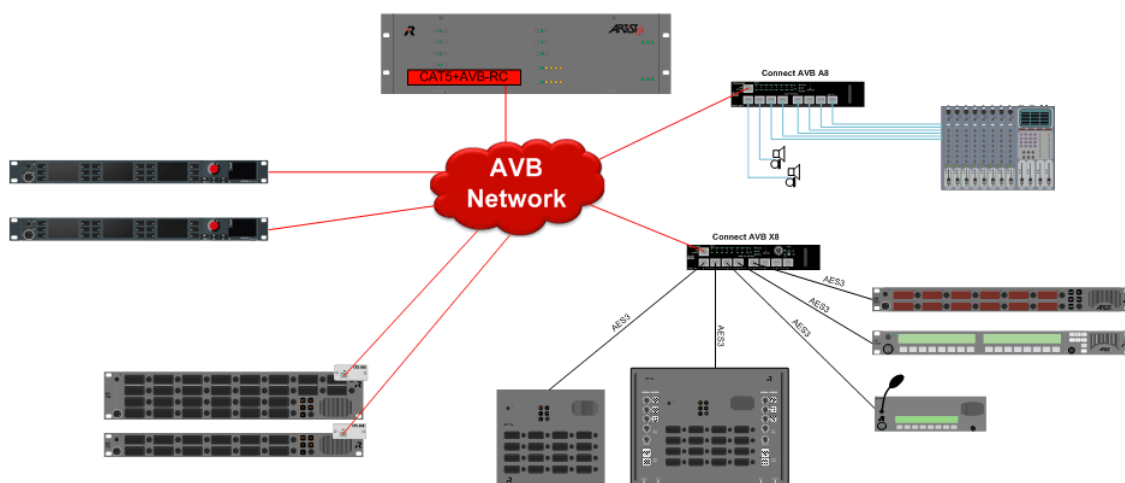 ARTIST
CAT5+AVB-RC
Connect AVB A8
AVB
Network
Connect AVB X8
AES3
AES3
AES3
AES3
AES3